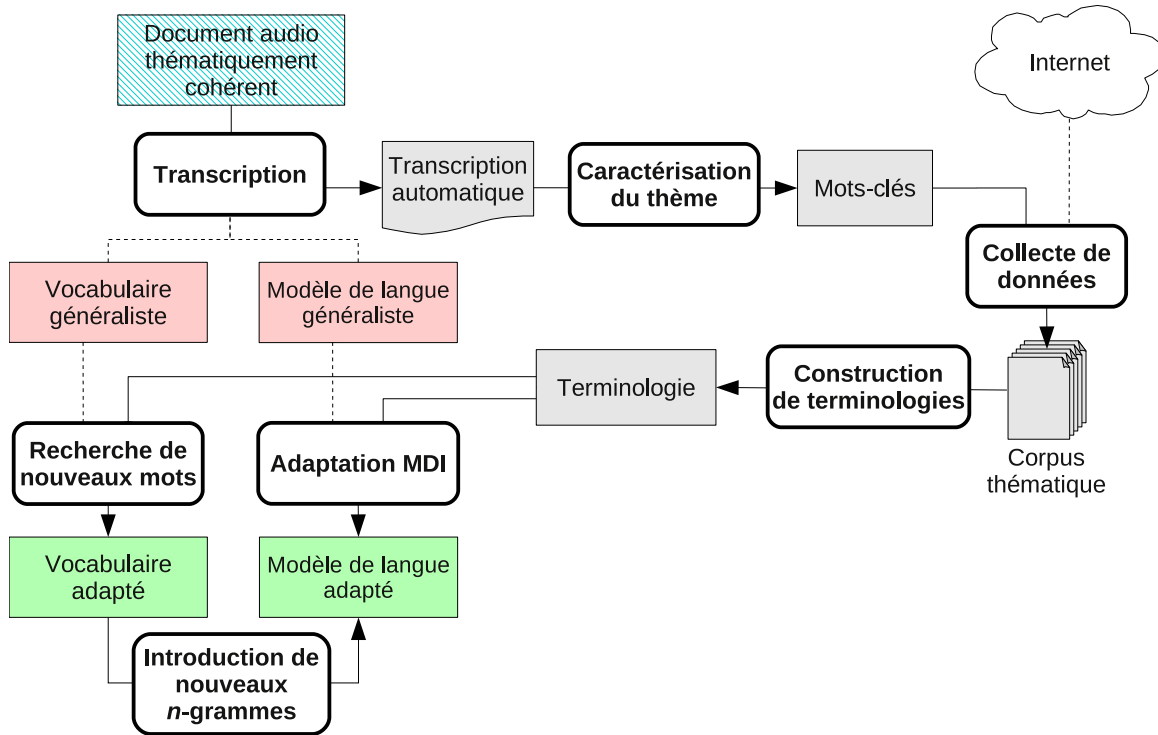 Document audio
thématiquement
cohérent
Internet
Transcription
Transcription
automatique
Caractérisation
du thème
Mots-clés
Collecte de
données
Vocabulaire
généraliste
Modèle de langue
généraliste
Terminologie
Construction
de terminologies
Corpus
thématique
Recherche de
nouveaux mots
Adaptation MDI
Vocabulaire
adapté
Modèle de langue
adapté
Introduction de
nouveaux
n-grammes